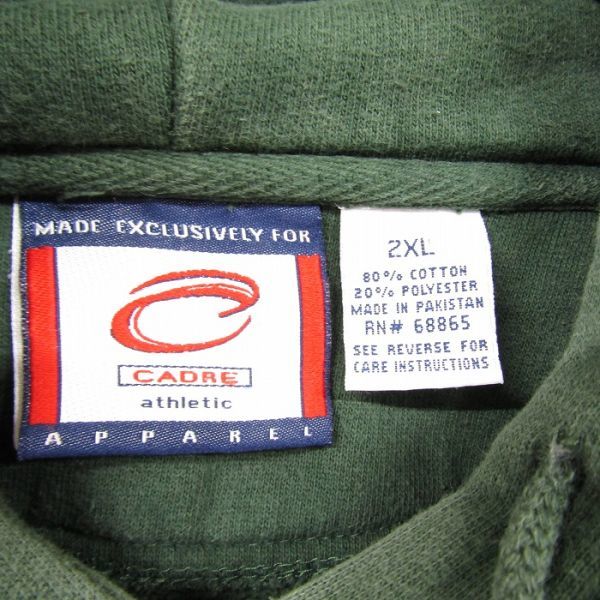 MADE EXCLUSIVELY FOR
CADRE
athletic
APPAREL
2XL
80% COTTON
20% POLYESTER
MADE IN PAKISTAN
RN# 68865
SEE REVERSE FOR
CARE INSTRUCTIONS